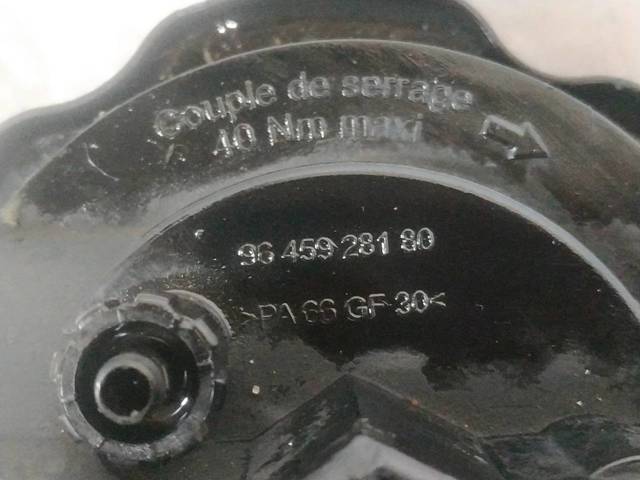 Couple de serrage
40 Nm maxi
96 459 281 80
>PA 66 GF 30<